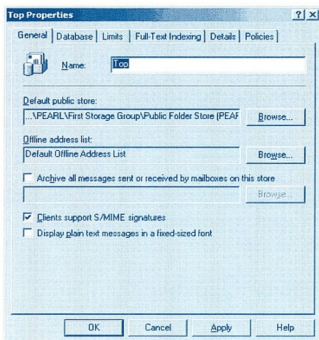 Top Properties
General Database Limits Full-Text Indexing Details Policies
Name: Top
Default public store:
...\PEARL\First Storage Group\Public Folder Store (PEAR
Browse...
Offline address list:
Default Offline Address List
Browse...
Archive all messages sent or received by mailboxes on this store
Browse...
Clients support S/MIME signatures
Display plain text messages in a fixed-sized font
OK Cancel Apply Help